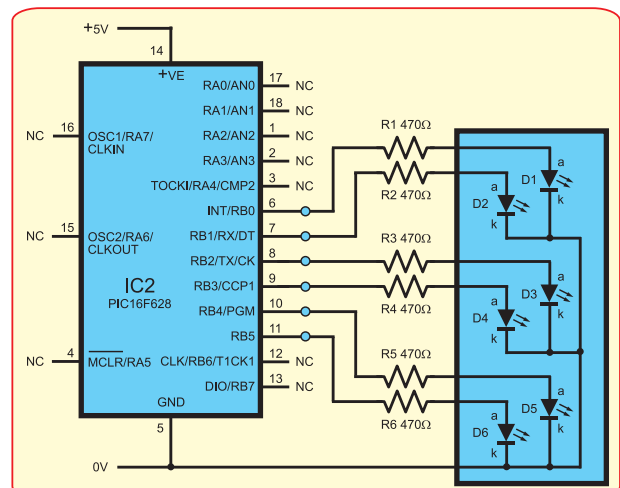 +5V
14
+VE
RA0/AN0 17 NC
RA1/AN1 18 NC
NC 16 OSC1/RA7/
CLKIN
RA2/AN2 1 NC
RA3/AN3 2 NC
TOCKI/RA4/CMP2 3 NC
INT/RB0 6
NC 15 OSC2/RA6/
CLKOUT
RB1/RX/DT 7
RB2/TX/CK 8
IC2
PIC16F628
RB3/CCP1 9
RB4/PGM 10
RB5 11
NC 4 MCLR/RA5
CLK/RB6/T1CK1 12 NC
DIO/RB7 13 NC
GND
5
0V
R1 470Ω
R2 470Ω
R3 470Ω
R4 470Ω
R5 470Ω
R6 470Ω
a
D1
k
a
D2
k
a
D3
k
a
D4
k
a
D5
k
a
D6
k